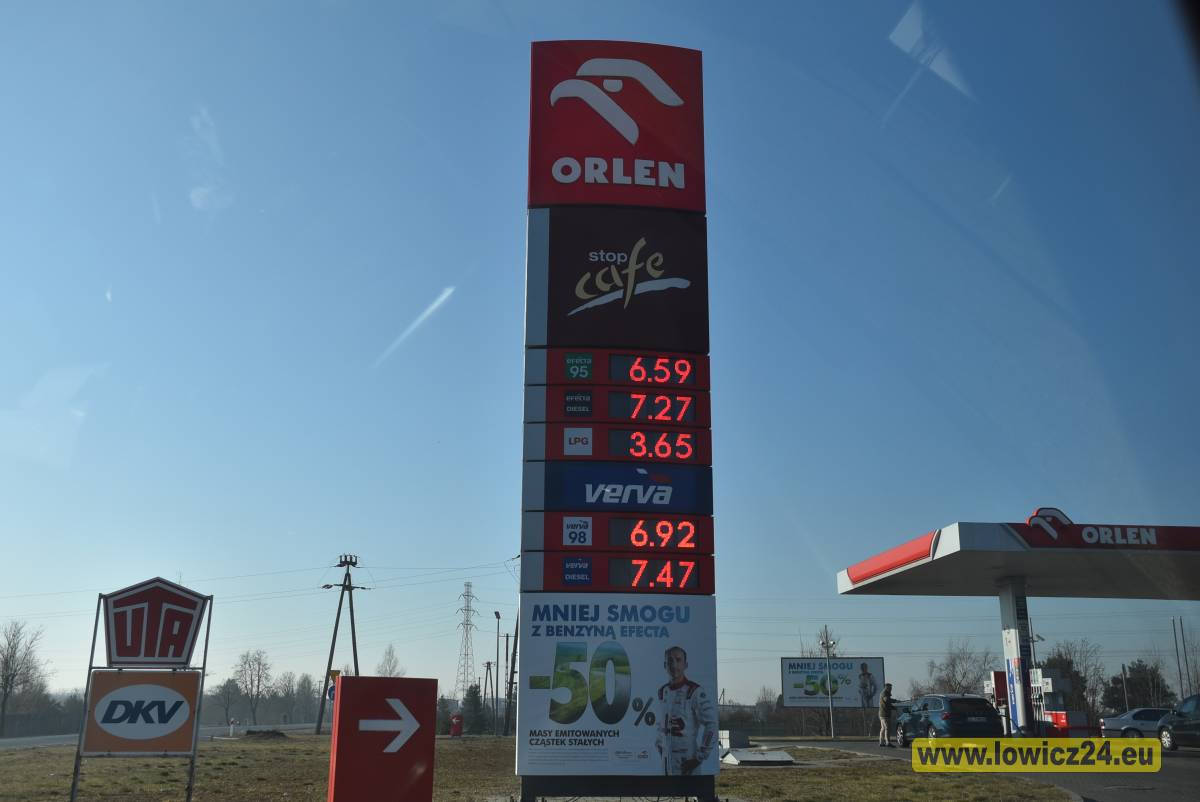 ORLEN
stop
cafe
efecta
95
6.59
efecta
DIESEL
7.27
LPG
3.65
verva
verva
98
6.92
verva
DIESEL
7.47
MNIEJ SMOGU
Z BENZYNĄ EFECTA
-50%
MASY EMITOWANYCH
CZĄSTEK STAŁYCH
UTA
DKV
ORLEN
MNIEJ SMOGU
-50%
www.lowicz24.eu